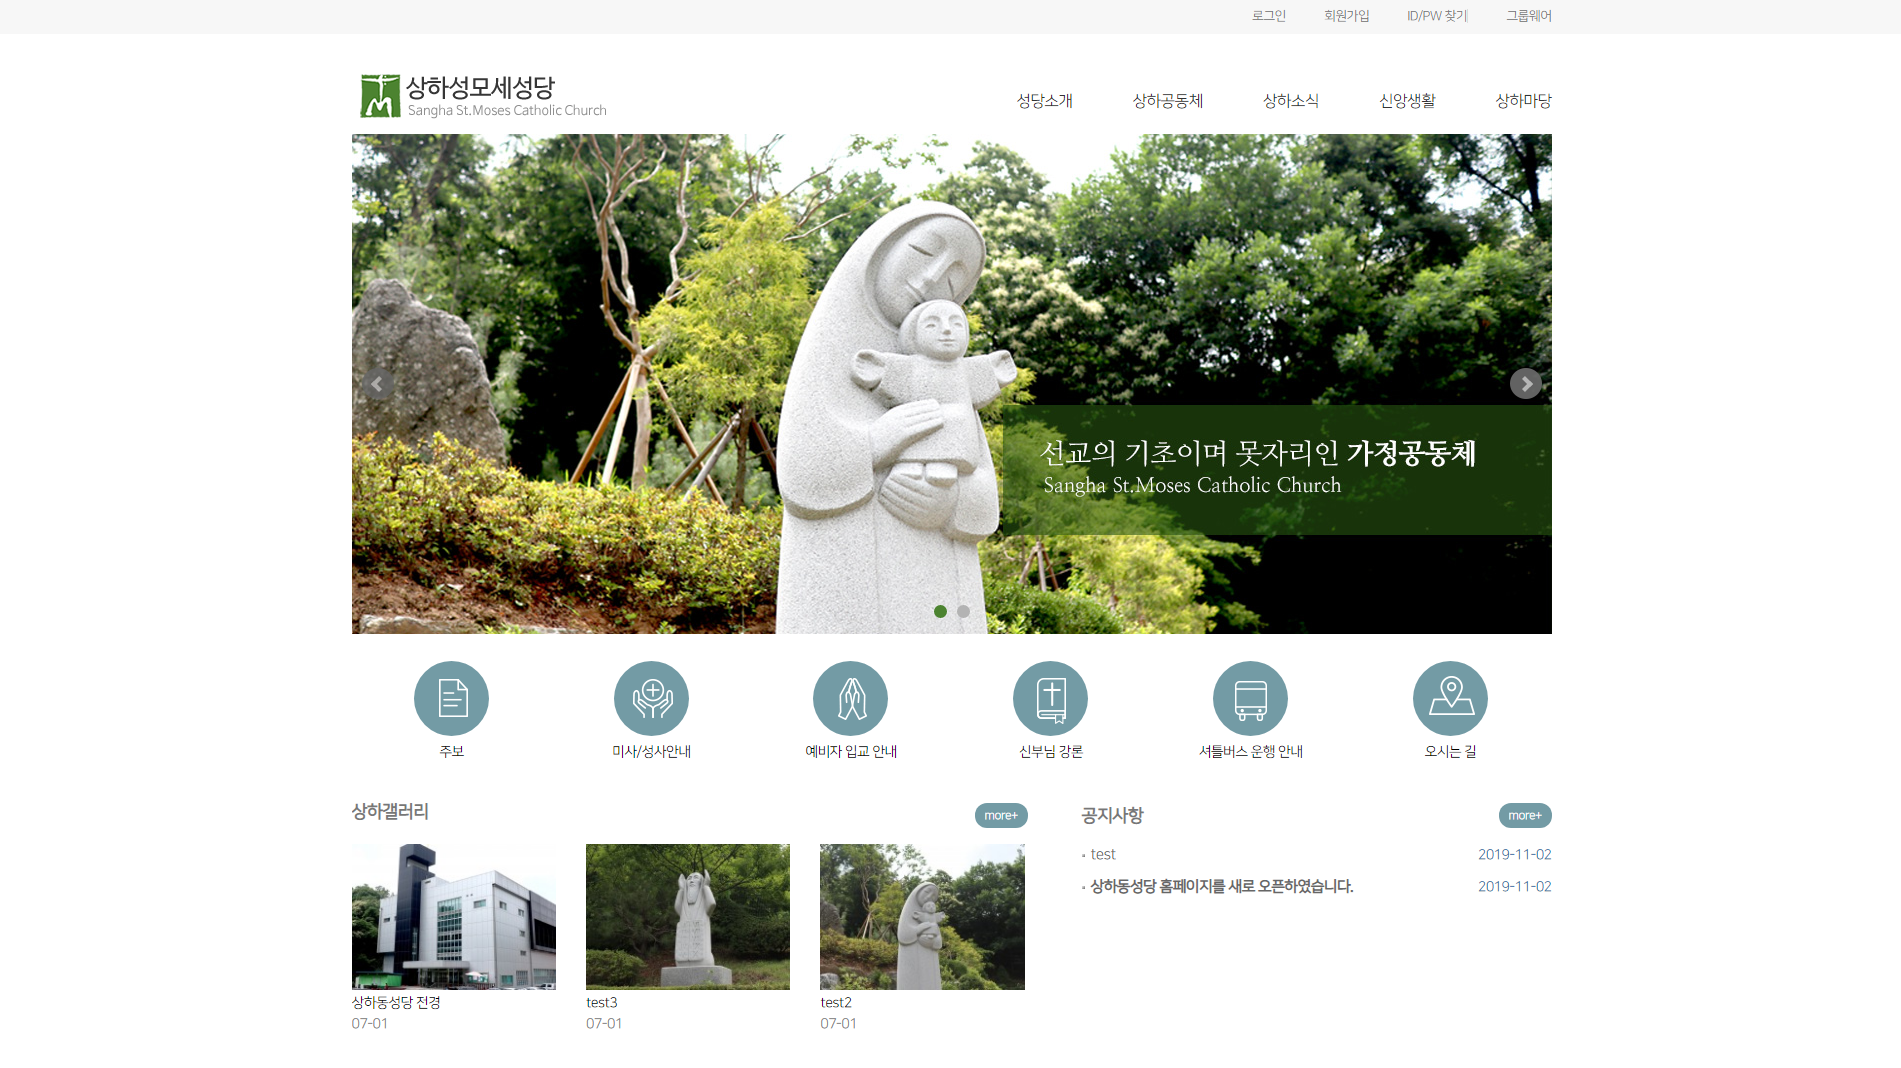 로그인 회원가입 ID/PW 찾기 그룹웨어
상하성모세성당
Sangha St.Moses Catholic Church
성당소개 상하공동체 상하소식 신앙생활 상하마당
선교의 기초이며 못자리인 가정공동체
Sangha St.Moses Catholic Church
주보 미사/성사안내 예비자 입교 안내 신부님 강론 셔틀버스 운행 안내 오시는 길
상하갤러리 more+
상하동성당 전경 test3 test2
07-01 07-01 07-01
공지사항 more+
test 2019-11-02
상하동성당 홈페이지를 새로 오픈하였습니다. 2019-11-02